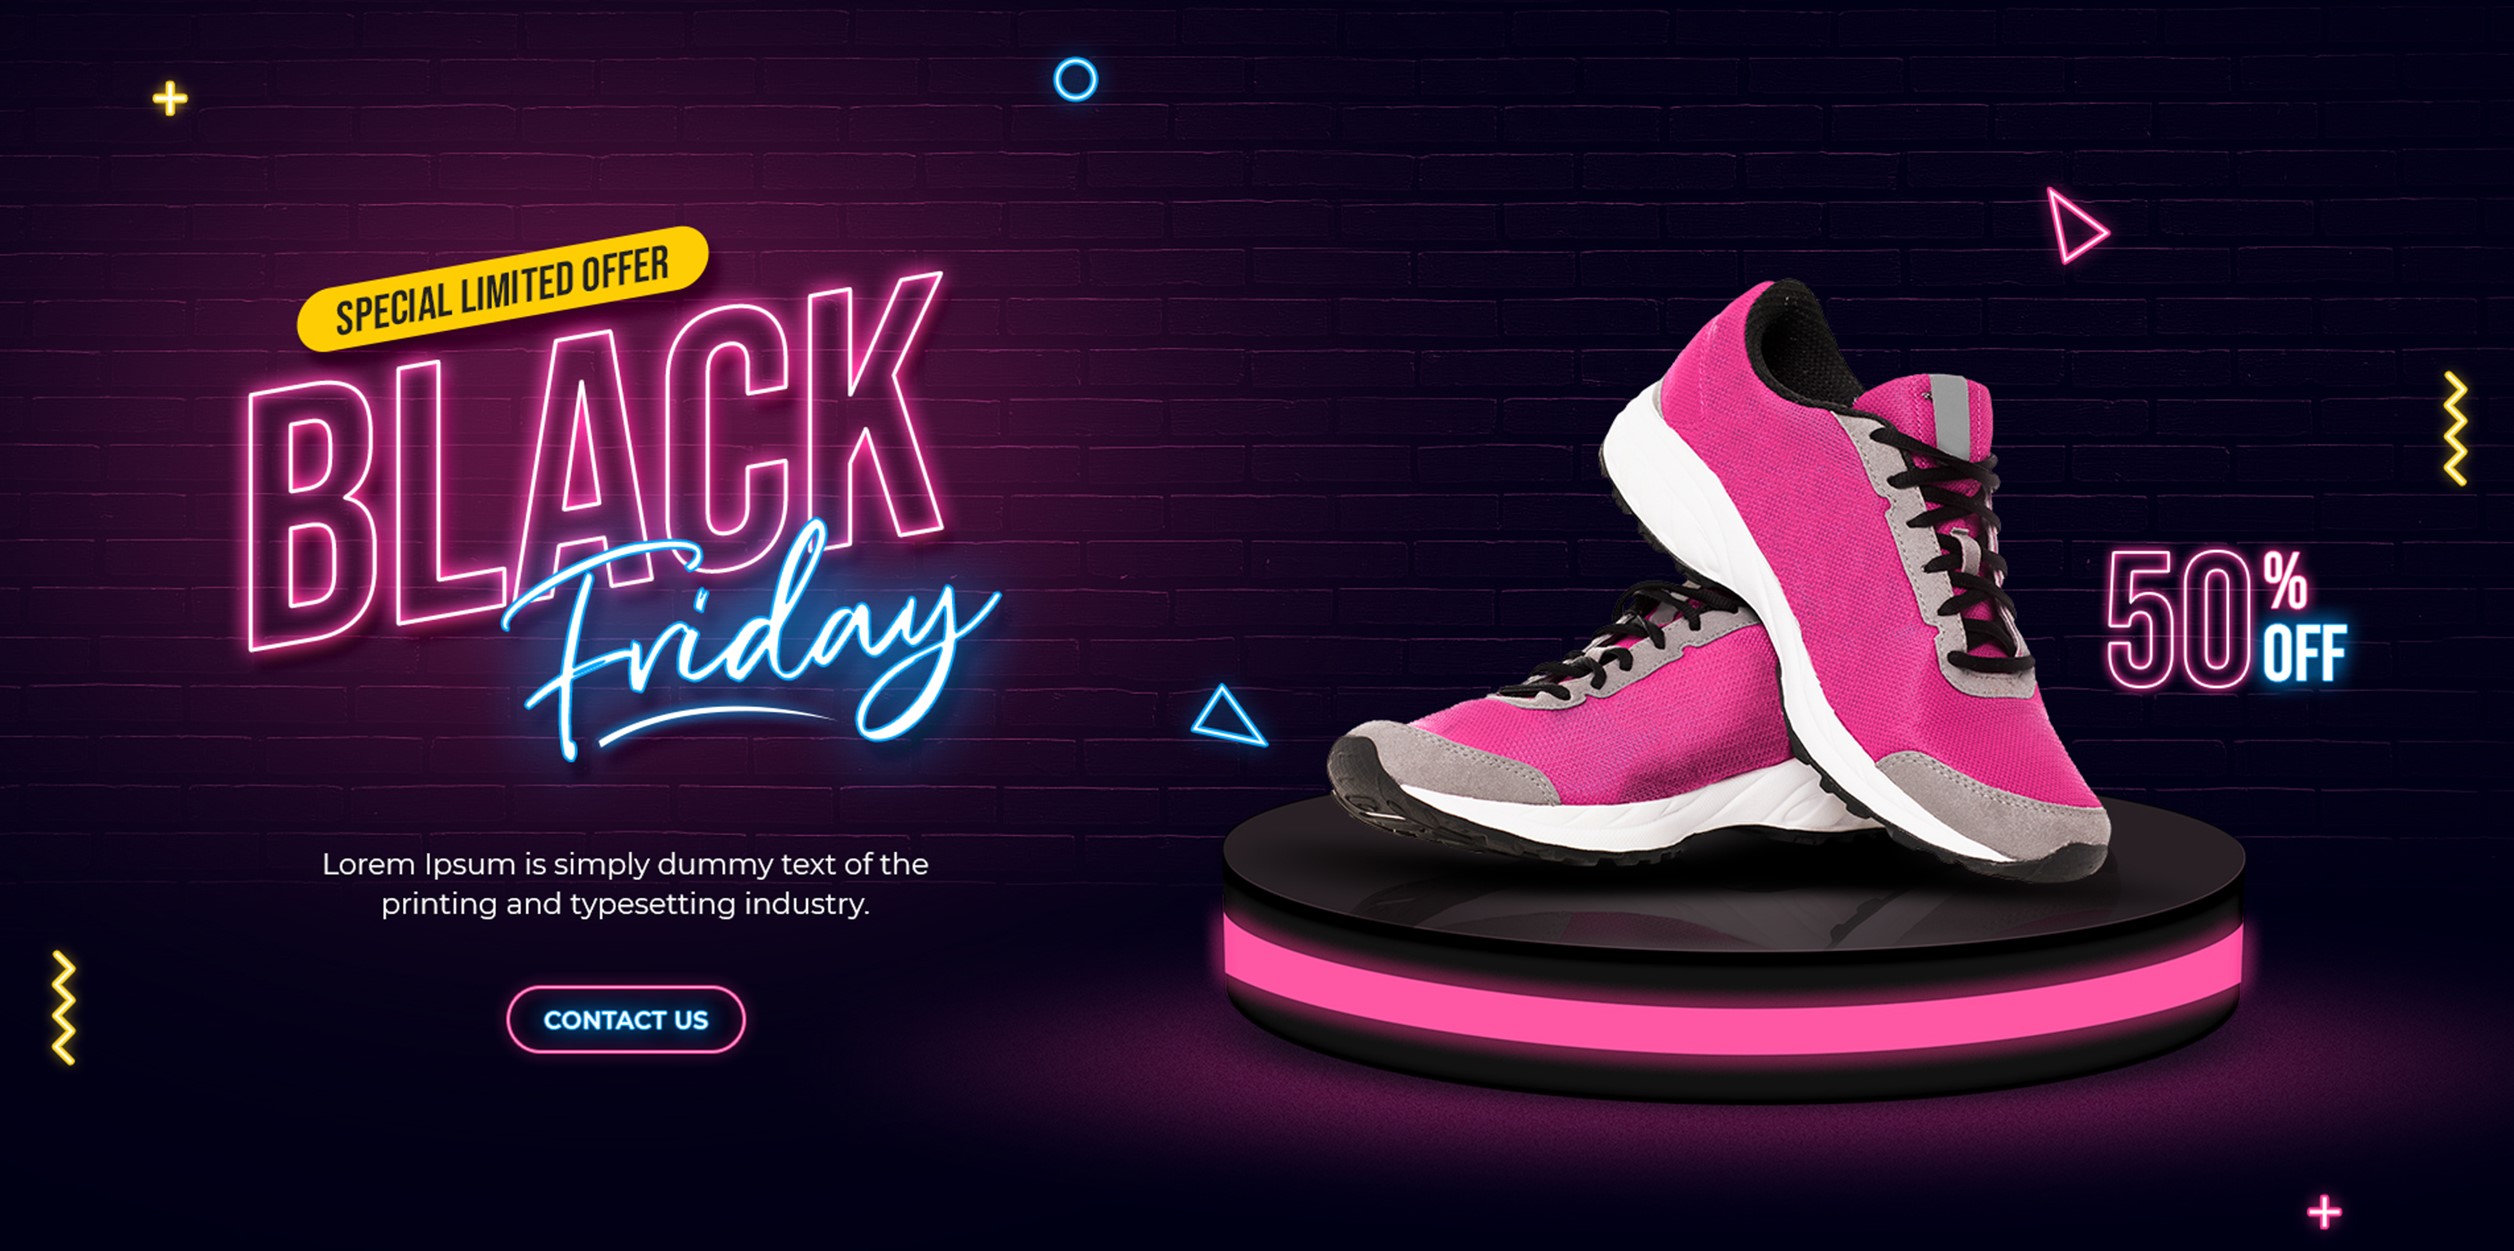 SPECIAL LIMITED OFFER
BLACK
Friday
Lorem Ipsum is simply dummy text of the
printing and typesetting industry.
CONTACT US
50%
OFF